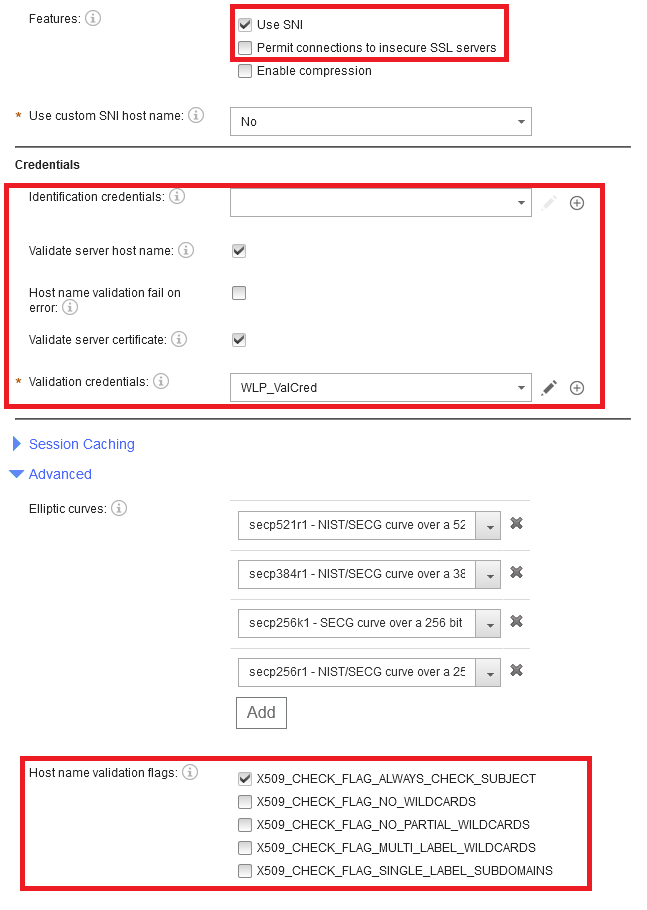 Features:
Use SNI
Permit connections to insecure SSL servers
Enable compression
* Use custom SNI host name:
No
Credentials
Identification credentials:
Validate server host name:
Host name validation fail on
error:
Validate server certificate:
* Validation credentials:
WLP_ValCred
Session Caching
Advanced
Elliptic curves:
secp521r1 - NIST/SECG curve over a 52
secp384r1 - NIST/SECG curve over a 38
secp256k1 - SECG curve over a 256 bit
secp256r1 - NIST/SECG curve over a 25
Add
Host name validation flags:
X509_CHECK_FLAG_ALWAYS_CHECK_SUBJECT
X509_CHECK_FLAG_NO_WILDCARDS
X509_CHECK_FLAG_NO_PARTIAL_WILDCARDS
X509_CHECK_FLAG_MULTI_LABEL_WILDCARDS
X509_CHECK_FLAG_SINGLE_LABEL_SUBDOMAINS